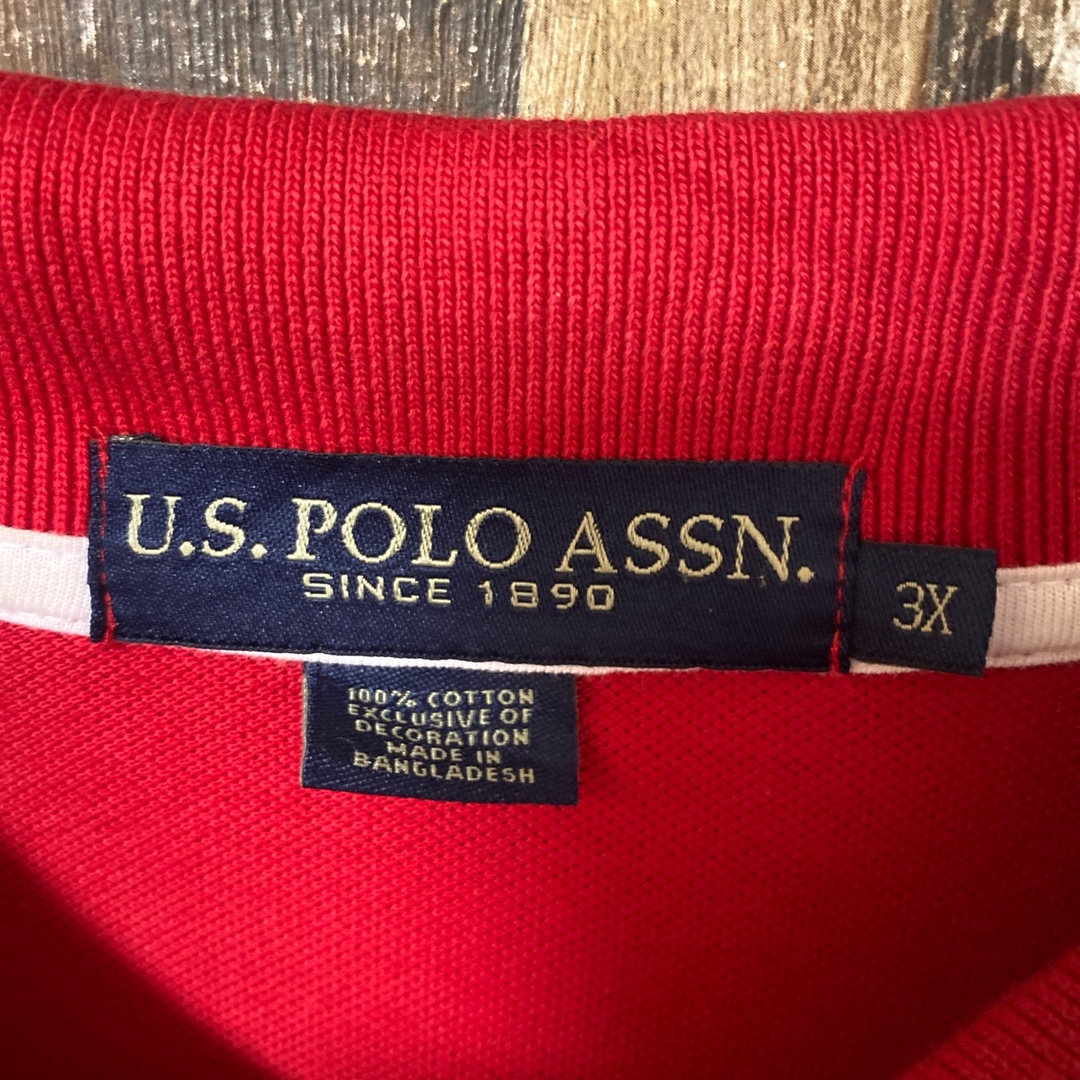 U.S. POLO ASSN.
SINCE 1890
3X
100% COTTON
EXCLUSIVE OF
DECORATION
MADE IN
BANGLADESH